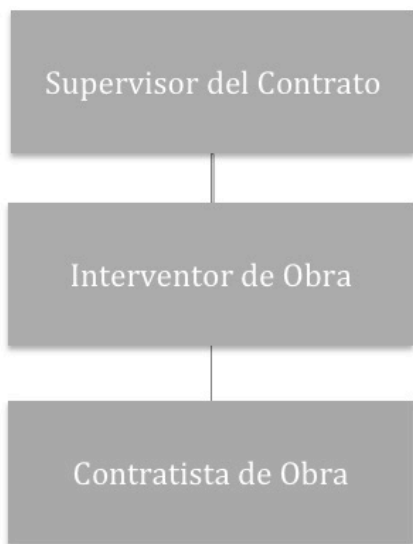 Supervisor del Contrato
Interventor de Obra
Contratista de Obra